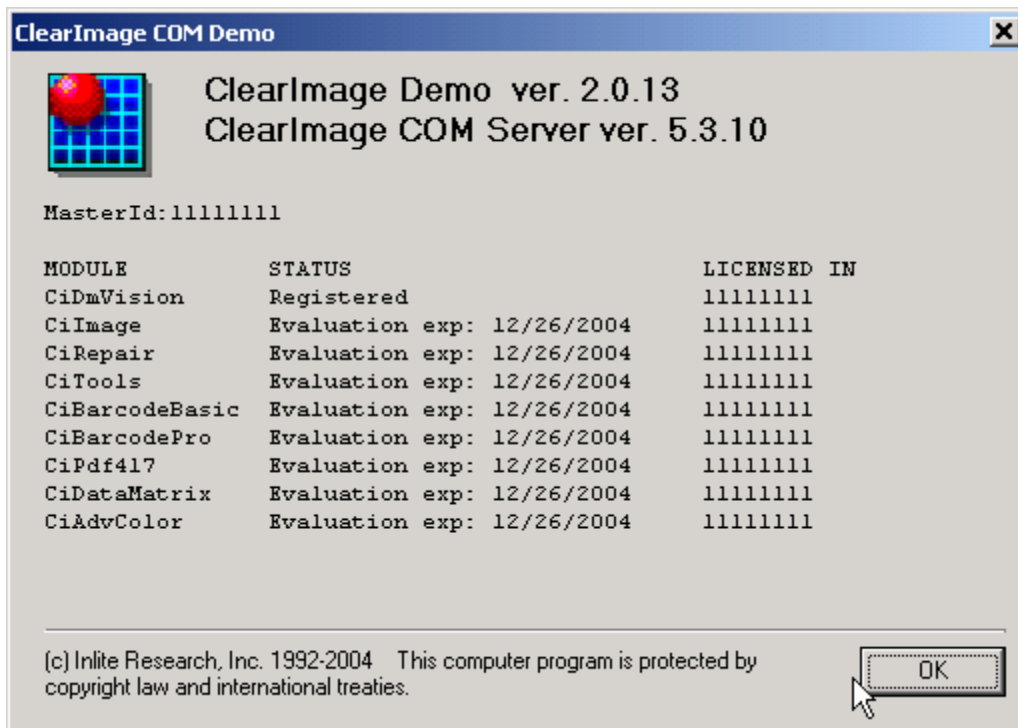 ClearImage COM Demo
ClearImage Demo ver. 2.0.13
ClearImage COM Server ver. 5.3.10
MasterId:11111111
MODULE STATUS LICENSED IN
CiDmVision Registered 11111111
CiImage Evaluation exp: 12/26/2004 11111111
CiRepair Evaluation exp: 12/26/2004 11111111
CiTools Evaluation exp: 12/26/2004 11111111
CiBarcodeBasic Evaluation exp: 12/26/2004 11111111
CiBarcodePro Evaluation exp: 12/26/2004 11111111
CiPdf417 Evaluation exp: 12/26/2004 11111111
CiDataMatrix Evaluation exp: 12/26/2004 11111111
CiAdvColor Evaluation exp: 12/26/2004 11111111
(c) Inlite Research, Inc. 1992-2004 This computer program is protected by
copyright law and international treaties.
OK